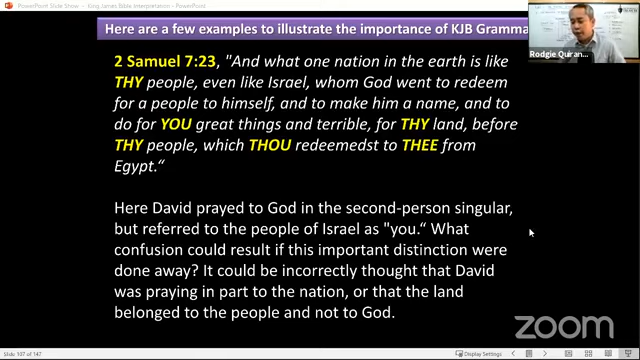 PowerPoint Slide Show - King James Bible Interpretation
Here are a few examples to illustrate the importance of KJB Gramma
Rodgie Quiran...
2 Samuel 7:23, "And what one nation in the earth is like
THY people, even like Israel, whom God went to redeem
for a people to himself, and to make him a name, and to
do for YOU great things and terrible, for THY land, before
THY people, which THOU redeemedst to THEE from
Egypt.“
Here David prayed to God in the second-person singular,
but referred to the people of Israel as "you.“ What
confusion could result if this important distinction were
done away? It could be incorrectly thought that David
was praying in part to the nation, or that the land
belonged to the people and not to God.
zoom
Slide 107 of 147
Display Settings